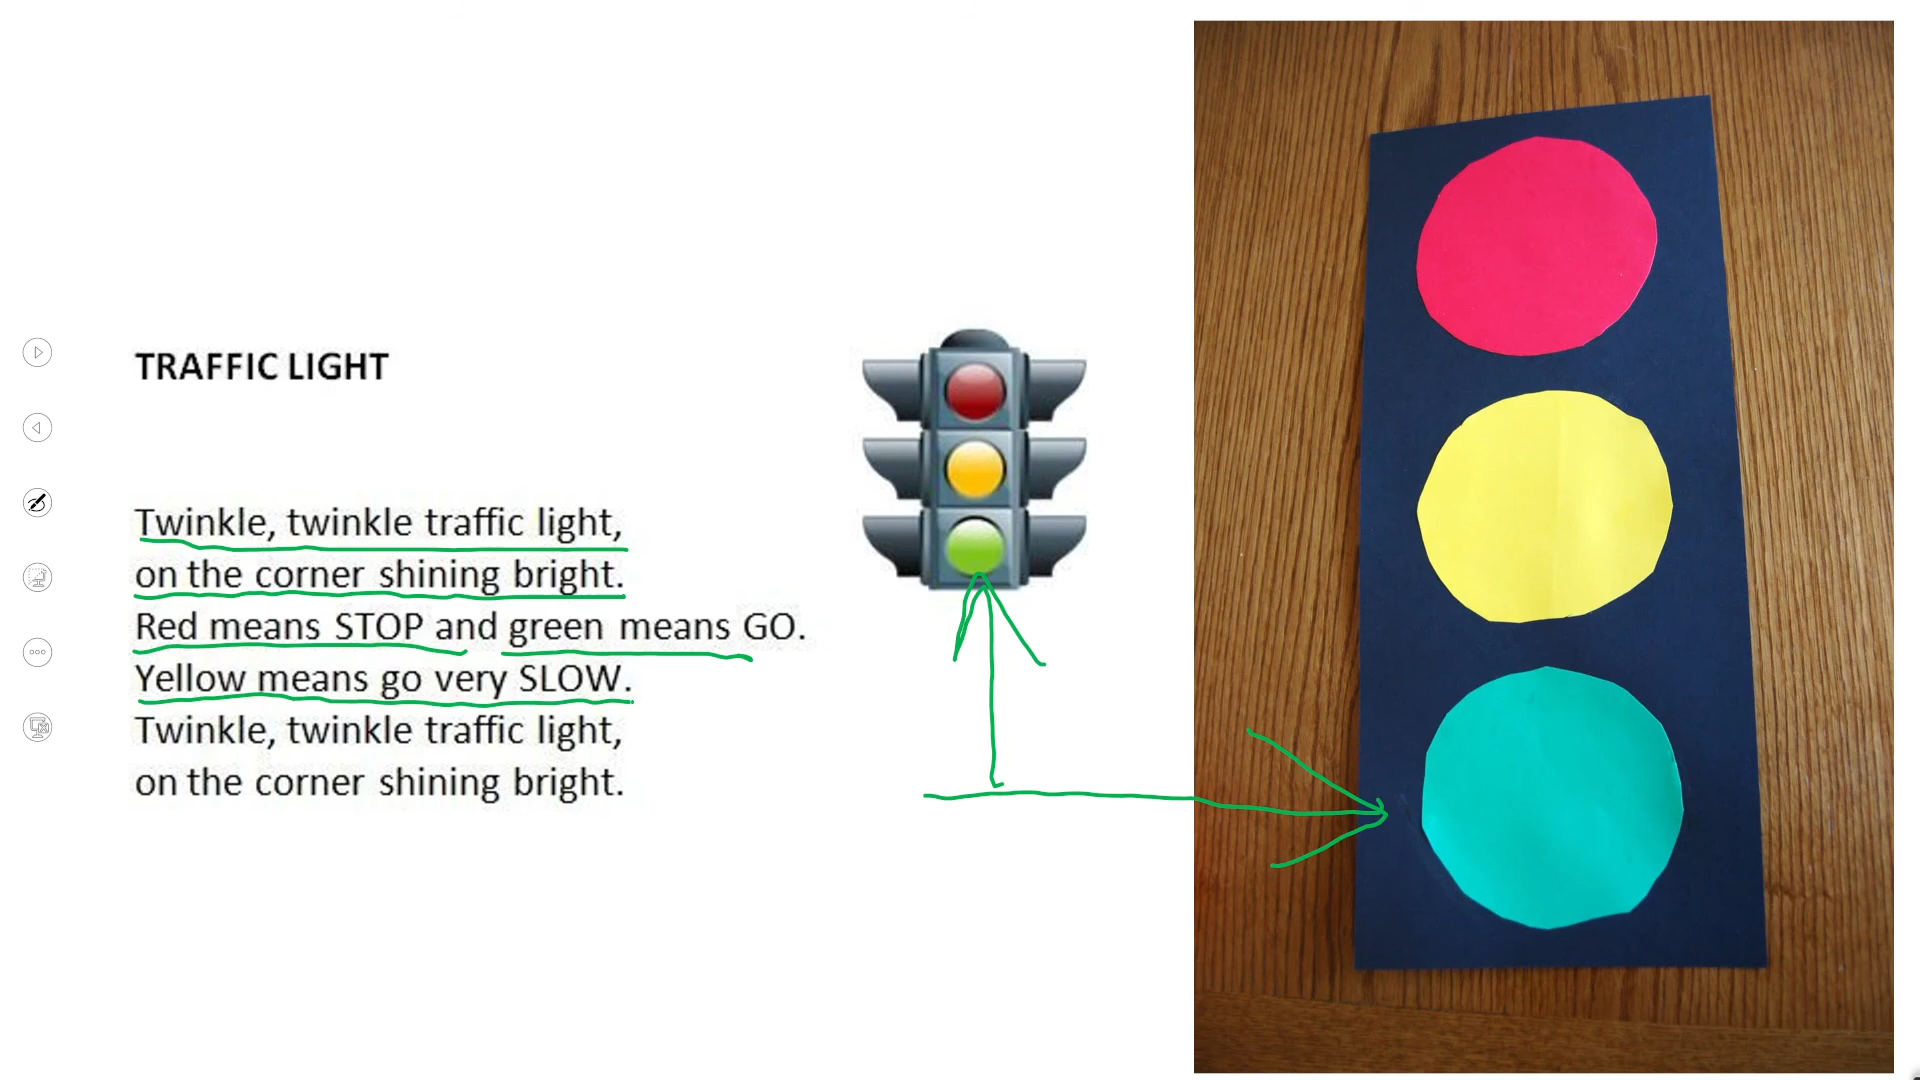 TRAFFIC LIGHT
Twinkle, twinkle traffic light,
on the corner shining bright.
Red means STOP and green means GO.
Yellow means go very SLOW.
Twinkle, twinkle traffic light,
on the corner shining bright.